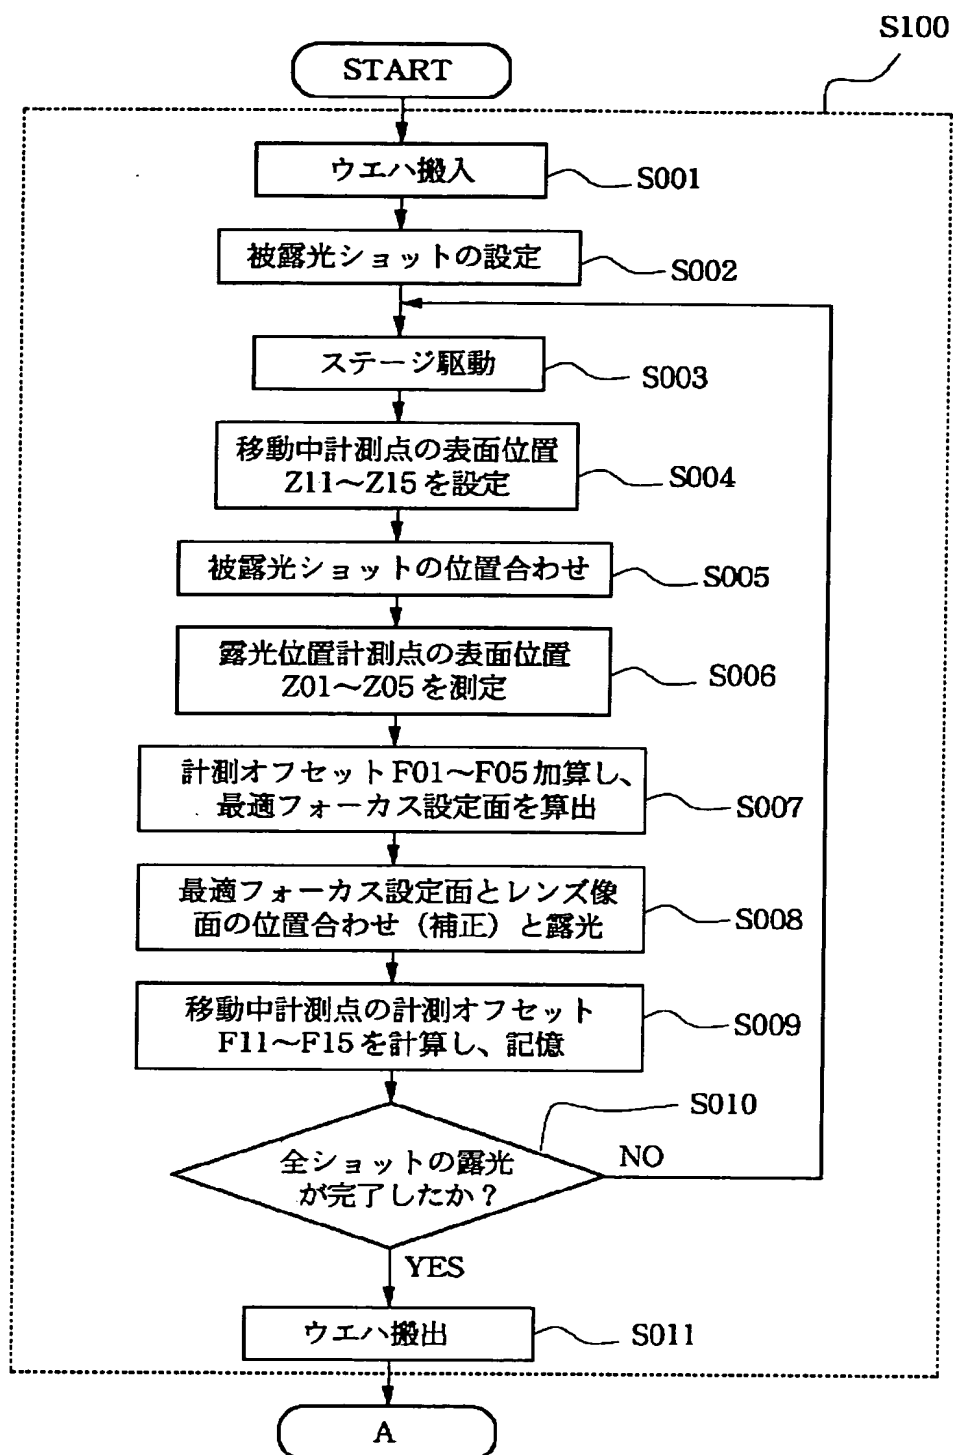 S100
START
ウエハ搬入
S001
被露光ショットの設定
S002
ステージ駆動
S003
移動中計測点の表面位置
Z11～Z15を設定
S004
被露光ショットの位置合わせ
S005
露光位置計測点の表面位置
Z01～Z05を測定
S006
計測オフセットF01～F05加算し、
最適フォーカス設定面を算出
S007
最適フォーカス設定面とレンズ像
面の位置合わせ（補正）と露光
S008
移動中計測点の計測オフセット
F11～F15を計算し、記憶
S009
S010
全ショットの露光
が完了したか？
NO
YES
ウエハ搬出
S011
A